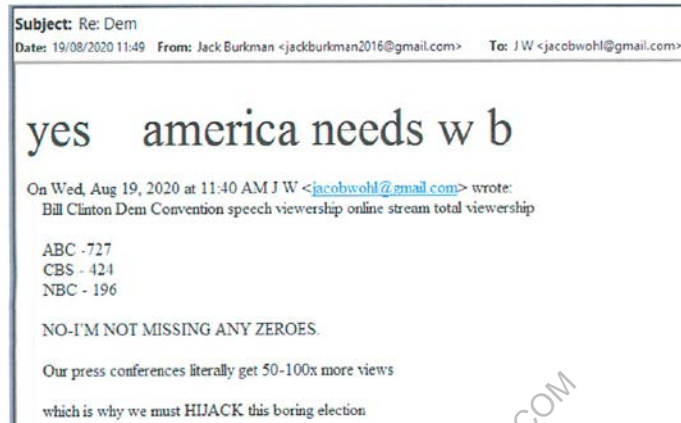 Subject: Re: Dem
Date: 19/08/2020 11:49 From: Jack Burkman <jackburkman2016@gmail.com> To: J W <jacobwohl@gmail.com>
yes america needs w b
On Wed, Aug 19, 2020 at 11:40 AM J W <jacobwohl@gmail.com> wrote:
Bill Clinton Dem Convention speech viewership online stream total viewership
ABC -727
CBS - 424
NBC - 196
NO-I'M NOT MISSING ANY ZEROES.
Our press conferences literally get 50-100x more views
which is why we must HIJACK this boring election
.COM